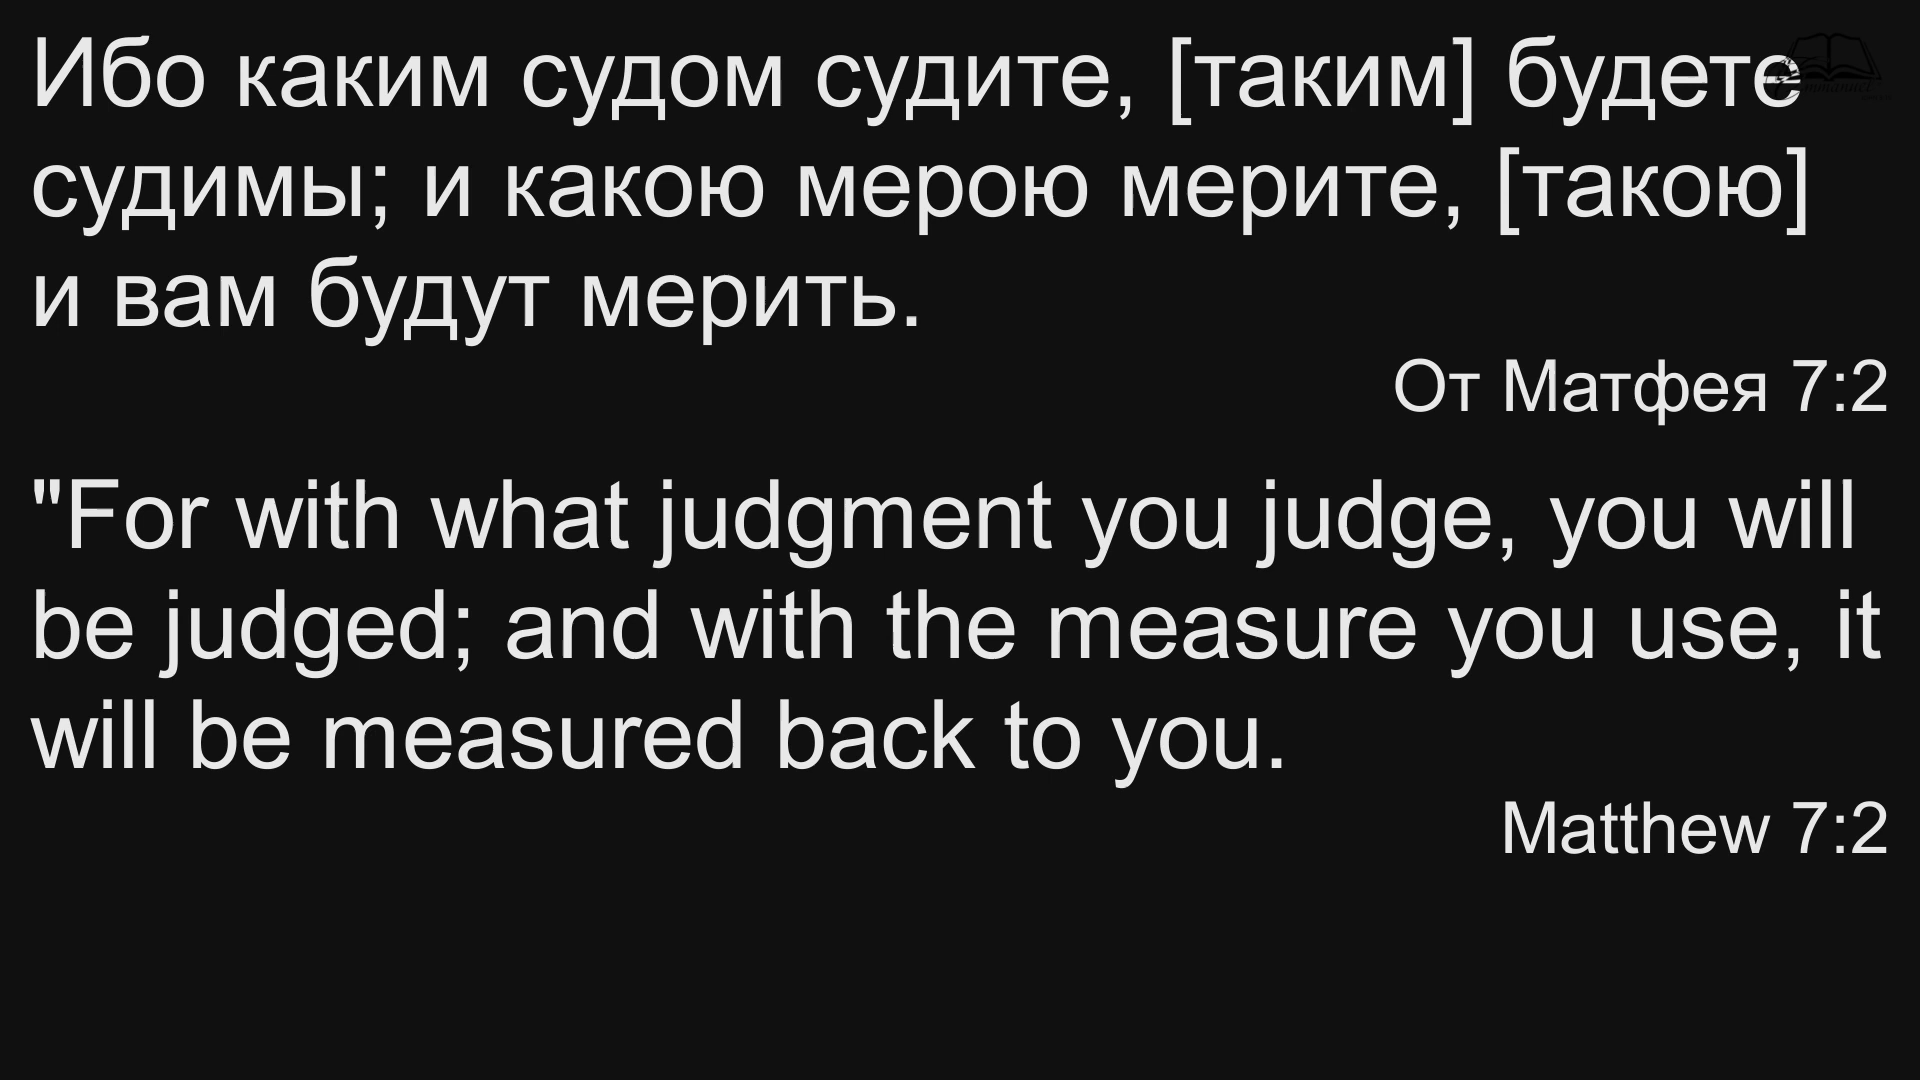 Ибо каким судом судите, [таким] будете
судимы; и какою мерою мерите, [такою]
и вам будут мерить.
От Матфея 7:2
"For with what judgment you judge, you will
be judged; and with the measure you use, it
will be measured back to you.
Matthew 7:2